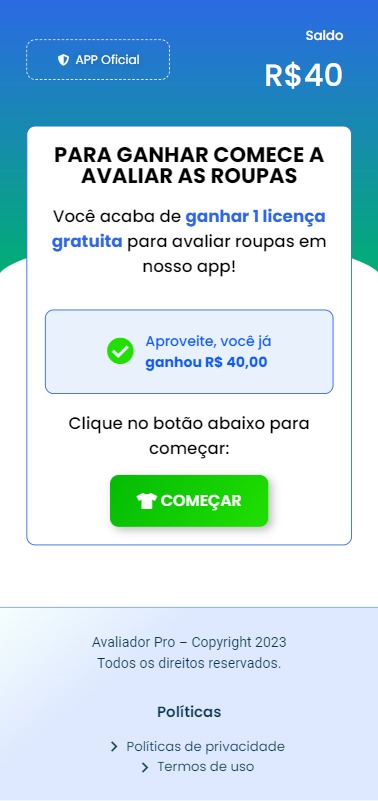 Saldo
APP Oficial
R$40
PARA GANHAR COMECE A
AVALIAR AS ROUPAS
Você acaba de ganhar 1 licença
gratuita para avaliar roupas em
nosso app!
Aproveite, você já
ganhou R$ 40,00
Clique no botão abaixo para
começar:
COMEÇAR
Avaliador Pro – Copyright 2023
Todos os direitos reservados.
Políticas
Políticas de privacidade
Termos de uso